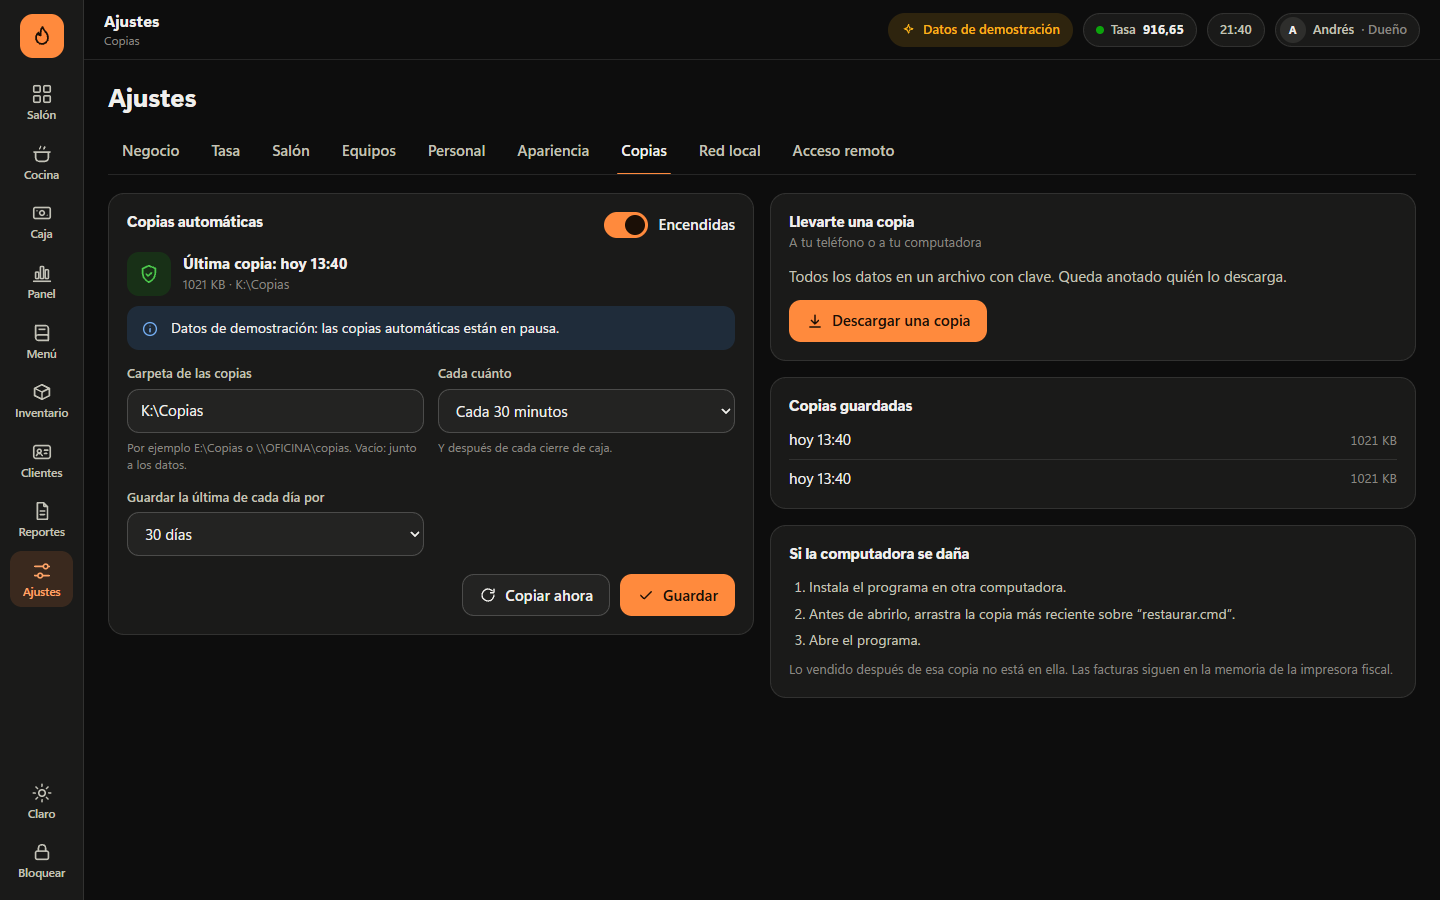 Ajustes
Copias
Datos de demostración
Tasa 916,65
21:40
A Andrés · Dueño
Salón
Cocina
Caja
Panel
Menú
Inventario
Clientes
Reportes
Ajustes
Claro
Bloquear
Ajustes
Negocio
Tasa
Salón
Equipos
Personal
Apariencia
Copias
Red local
Acceso remoto
Copias automáticas
Encendidas
Última copia: hoy 13:40
1021 KB · K:\Copias
Datos de demostración: las copias automáticas están en pausa.
Carpeta de las copias
K:\Copias
Por ejemplo E:\Copias o \\OFICINA\copias. Vacío: junto
a los datos.
Cada cuánto
Cada 30 minutos
Y después de cada cierre de caja.
Guardar la última de cada día por
30 días
Copiar ahora
Guardar
Llevarte una copia
A tu teléfono o a tu computadora
Todos los datos en un archivo con clave. Queda anotado quién lo descarga.
Descargar una copia
Copias guardadas
hoy 13:40 1021 KB
hoy 13:40 1021 KB
Si la computadora se daña
1. Instala el programa en otra computadora.
2. Antes de abrirlo, arrastra la copia más reciente sobre “restaurar.cmd”.
3. Abre el programa.
Lo vendido después de esa copia no está en ella. Las facturas siguen en la memoria de la impresora fiscal.